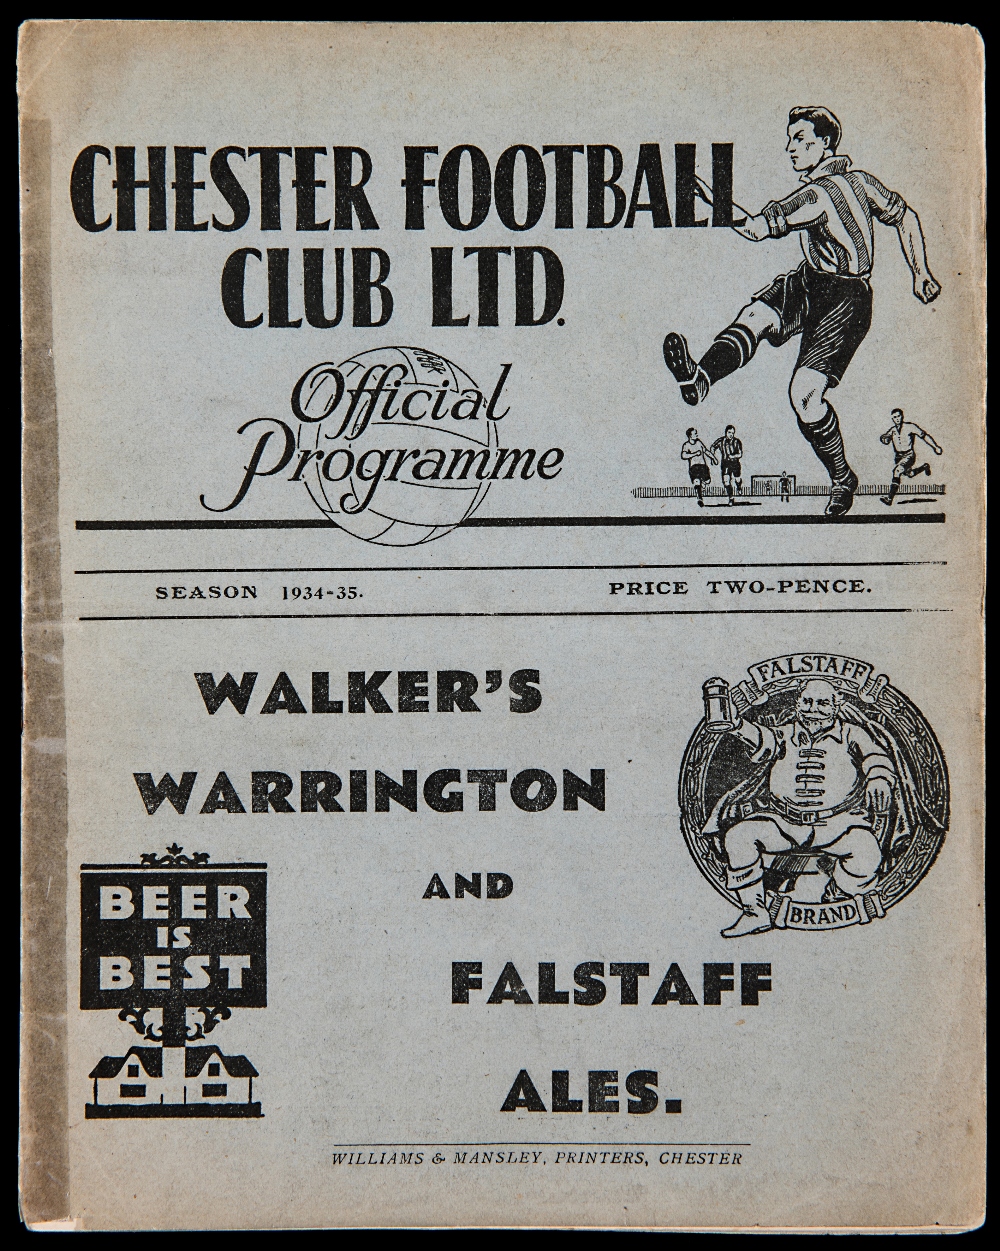 CHESTER FOOTBALL
CLUB LTD.
Official
Programme
SEASON 1934-35.
PRICE TWO-PENCE.
WALKER'S
WARRINGTON
AND
FALSTAFF
ALES.
FALSTAFF
BRAND
BEER
IS
BEST
WILLIAMS & MANSLEY, PRINTERS, CHESTER